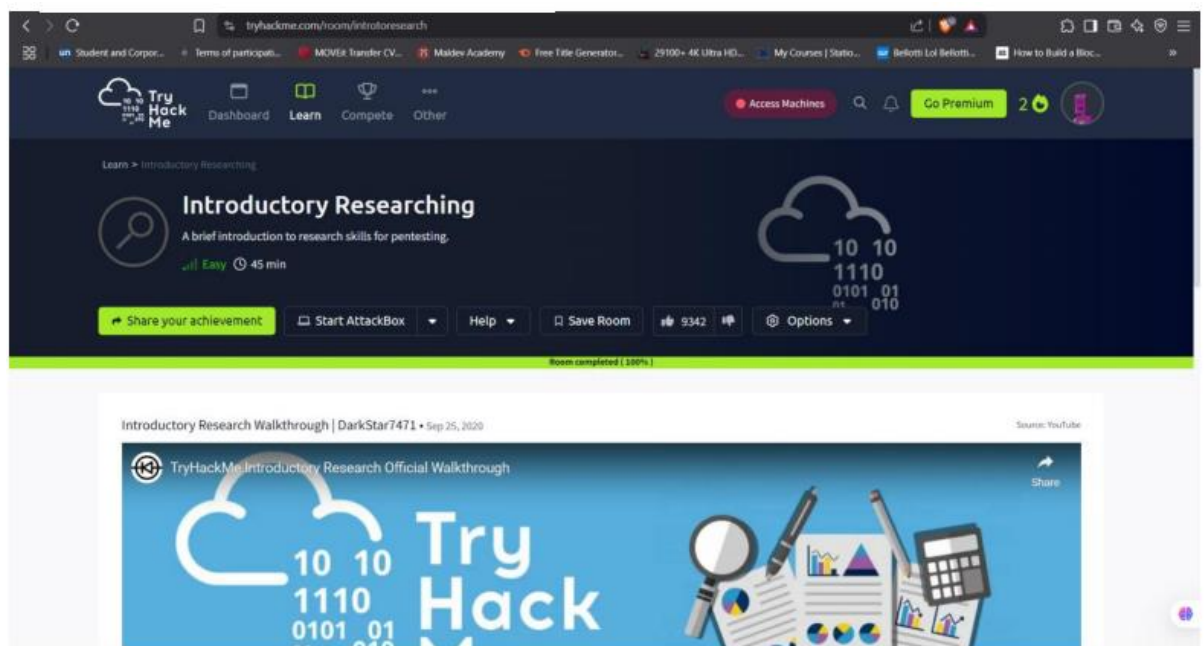 tryhackme.com/room/introtoresearch
un Student and Corpor... Terms of participati... MOVEit Transfer CV... Maldev Academy Free Title Generator... 29100+ 4K Ultra HD... My Courses | Statio... Bellotti Lol Bellotti... How to Build a Bloc... »
Try Hack Me
Dashboard Learn Compete Other
Access Machines Go Premium 2
Learn > Introductory Researching
Introductory Researching
A brief introduction to research skills for pentesting.
Easy 45 min
10 10
1110
0101 01
01 010
Share your achievement Start AttackBox Help Save Room 9342 Options
Room completed ( 100% )
Introductory Research Walkthrough | DarkStar7471 • Sep 25, 2020 Source: YouTube
TryHackMe Introductory Research Official Walkthrough
Share
Try
10 10
1110 Hack
0101 01